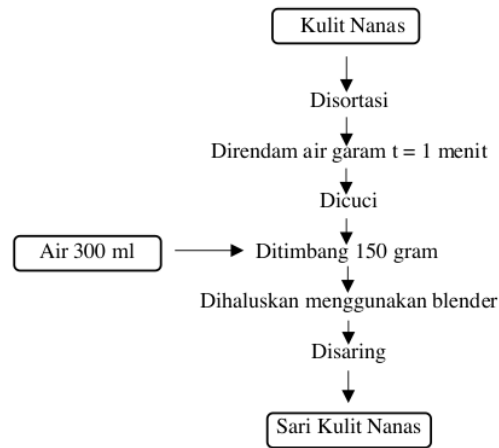 Kulit Nanas
Disortasi
Direndam air garam t = 1 menit
Dicuci
Air 300 ml
Ditimbang 150 gram
Dihaluskan menggunakan blender
Disaring
Sari Kulit Nanas